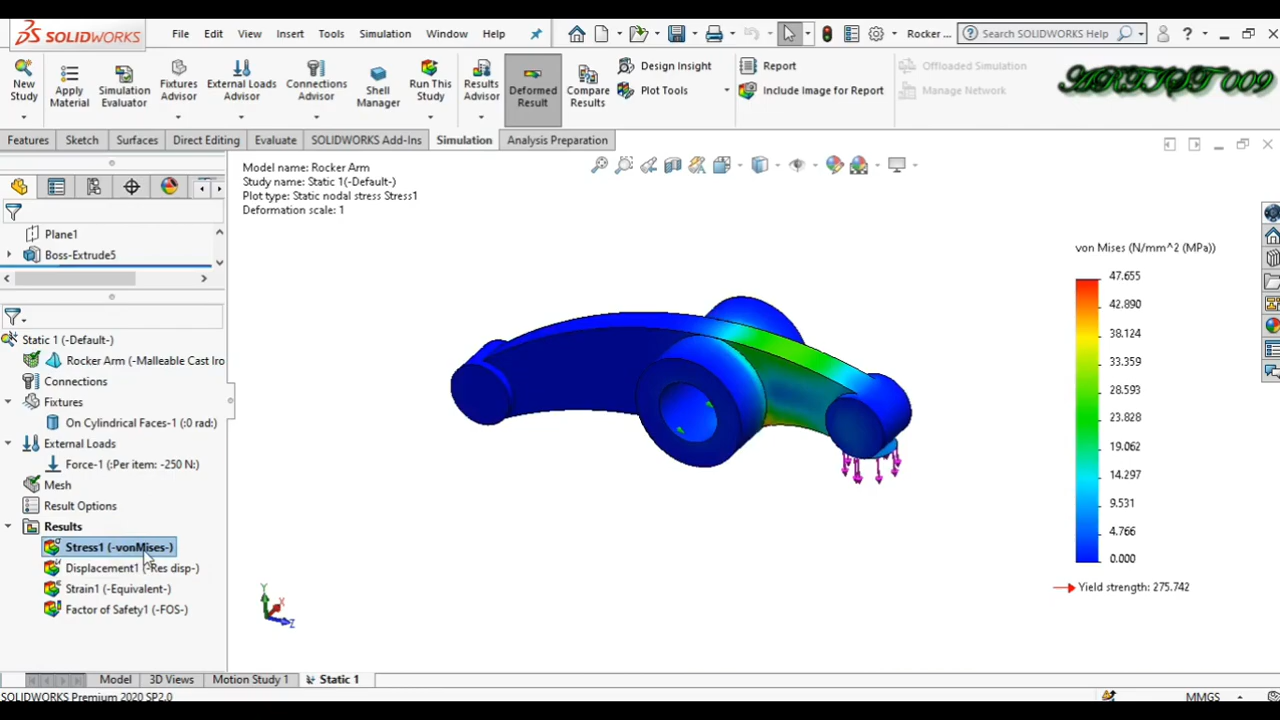 SOLIDWORKS
File Edit View Insert Tools Simulation Window Help
Rocker ...
Search SOLIDWORKS Help
?
ARTIST 009
New Study
Apply Material
Simulation Evaluator
Fixtures Advisor
External Loads Advisor
Connections Advisor
Shell Manager
Run This Study
Results Advisor
Deformed Result
Compare Results
Design Insight
Plot Tools
Report
Include Image for Report
Offloaded Simulation
Manage Network
Features Sketch Surfaces Direct Editing Evaluate SOLIDWORKS Add-Ins Simulation Analysis Preparation
Plane1
Boss-Extrude5
Static 1 (-Default-)
Rocker Arm (-Malleable Cast Iro
Connections
Fixtures
On Cylindrical Faces-1 (:0 rad:)
External Loads
Force-1 (:Per item: -250 N:)
Mesh
Result Options
Results
Stress1 (-vonMises-)
Displacement1 (-Res disp-)
Strain1 (-Equivalent-)
Factor of Safety1 (-FOS-)
Model name: Rocker Arm
Study name: Static 1(-Default-)
Plot type: Static nodal stress Stress1
Deformation scale: 1
von Mises (N/mm^2 (MPa))
47.655
42.890
38.124
33.359
28.593
23.828
19.062
14.297
9.531
4.766
0.000
Yield strength: 275.742
Y
X
Z
Model 3D Views Motion Study 1 Static 1
SOLIDWORKS Premium 2020 SP2.0
MMGS